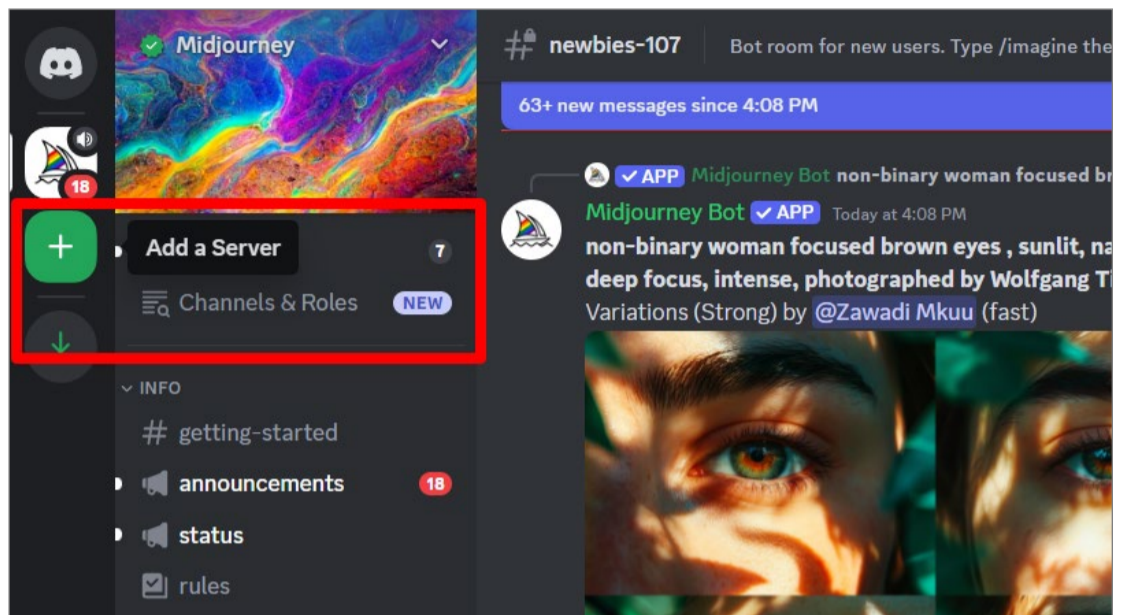 Midjourney
18
Add a Server
7
Channels & Roles NEW
INFO
# getting-started
announcements 18
status
rules
# newbies-107 Bot room for new users. Type /imagine the
63+ new messages since 4:08 PM
✓ APP Midjourney Bot non-binary woman focused br
Midjourney Bot ✓ APP Today at 4:08 PM
non-binary woman focused brown eyes , sunlit, na
deep focus, intense, photographed by Wolfgang Ti
Variations (Strong) by @Zawadi Mkuu (fast)